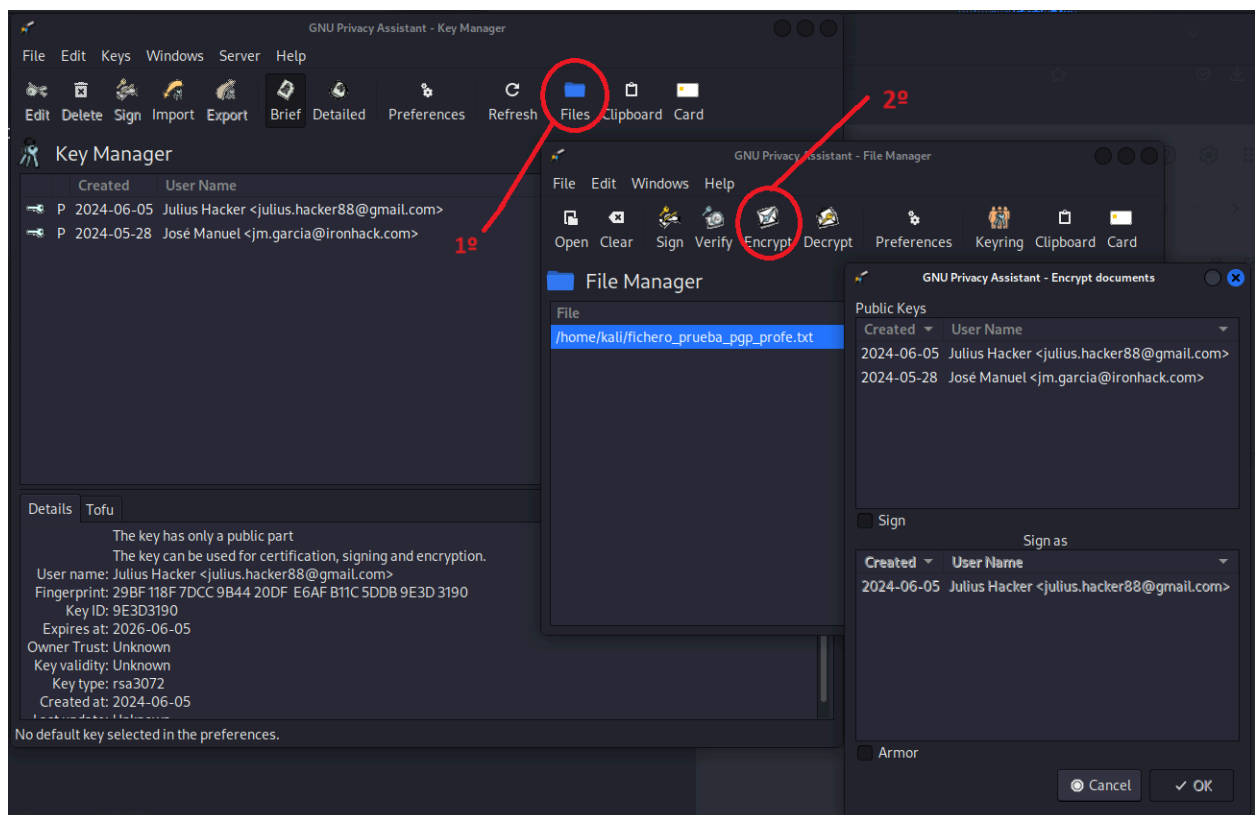 GNU Privacy Assistant - Key Manager
File Edit Keys Windows Server Help
Edit Delete Sign Import Export Brief Detailed Preferences Refresh Files Clipboard Card
Key Manager
Created User Name
P 2024-06-05 Julius Hacker <julius.hacker88@gmail.com>
P 2024-05-28 José Manuel <jm.garcia@ironhack.com>
1º
Details Tofu
The key has only a public part
The key can be used for certification, signing and encryption.
User name: Julius Hacker <julius.hacker88@gmail.com>
Fingerprint: 29BF 118F 7DCC 9B44 20DF E6AF B11C 5DDB 9E3D 3190
Key ID: 9E3D3190
Expires at: 2026-06-05
Owner Trust: Unknown
Key validity: Unknown
Key type: rsa3072
Created at: 2024-06-05
No default key selected in the preferences.
2º
GNU Privacy Assistant - File Manager
File Edit Windows Help
Open Clear Sign Verify Encrypt Decrypt Preferences Keyring Clipboard Card
File Manager
File
/home/kali/fichero_prueba_pgp_profe.txt
GNU Privacy Assistant - Encrypt documents
Public Keys
Created User Name
2024-06-05 Julius Hacker <julius.hacker88@gmail.com>
2024-05-28 José Manuel <jm.garcia@ironhack.com>
Sign
Sign as
Created User Name
2024-06-05 Julius Hacker <julius.hacker88@gmail.com>
Armor
Cancel OK